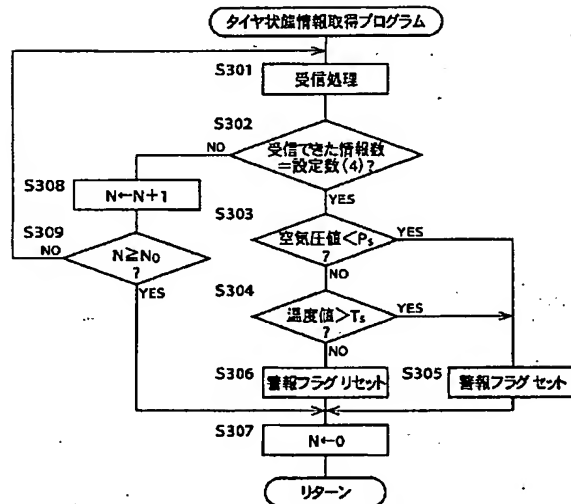 タイヤ状態情報取得プログラム
S301
受信処理
S302
受信できた情報数
=設定数(4)?
NO
YES
S308
N←N+1
S303
空気圧値<Ps
?
YES
NO
S309
N≧N0
?
NO
YES
S304
温度値>Ts
?
YES
NO
S306
警報フラグリセット
S305
警報フラグセット
S307
N←0
リターン